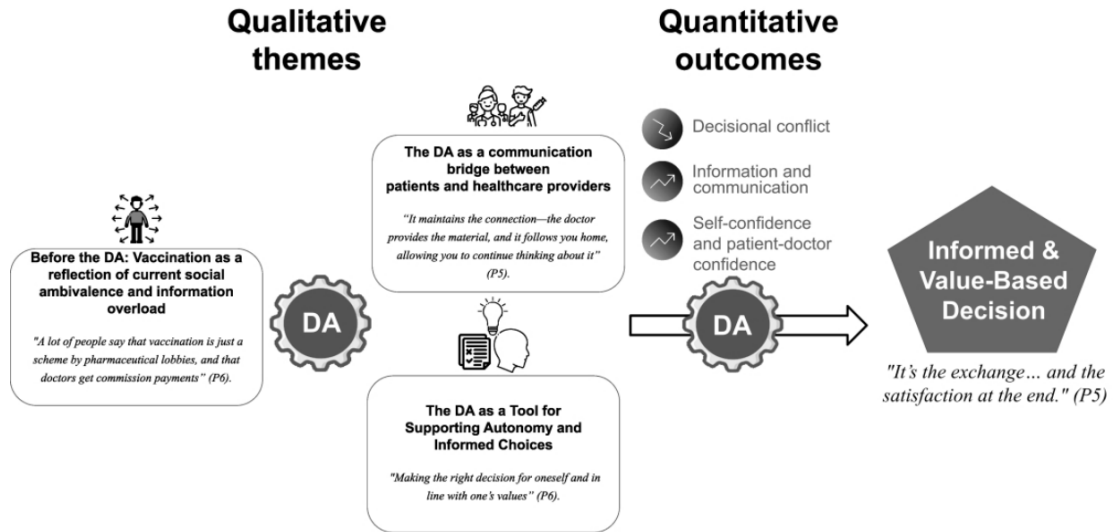 Qualitative
themes
Quantitative
outcomes
Before the DA: Vaccination as a
reflection of current social
ambivalence and information
overload
"A lot of people say that vaccination is just a
scheme by pharmaceutical lobbies, and that
doctors get commission payments" (P6).
DA
The DA as a communication
bridge between
patients and healthcare providers
"It maintains the connection—the doctor
provides the material, and it follows you home,
allowing you to continue thinking about it"
(P5).
The DA as a Tool for
Supporting Autonomy and
Informed Choices
"Making the right decision for oneself and in
line with one's values" (P6).
Decisional conflict
Information and
communication
Self-confidence
and patient-doctor
confidence
DA
Informed &
Value-Based
Decision
"It's the exchange… and the
satisfaction at the end." (P5)